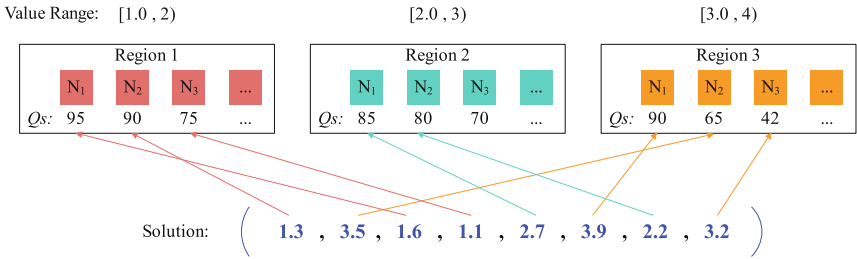 Value Range: [1.0 , 2) [2.0 , 3) [3.0 , 4)
Region 1 Region 2 Region 3
N1 N2 N3 ... N1 N2 N3 ... N1 N2 N3 ...
Qs: 95 90 75 ... Qs: 85 80 70 ... Qs: 90 65 42 ...
Solution: ( 1.3 , 3.5 , 1.6 , 1.1 , 2.7 , 3.9 , 2.2 , 3.2 )